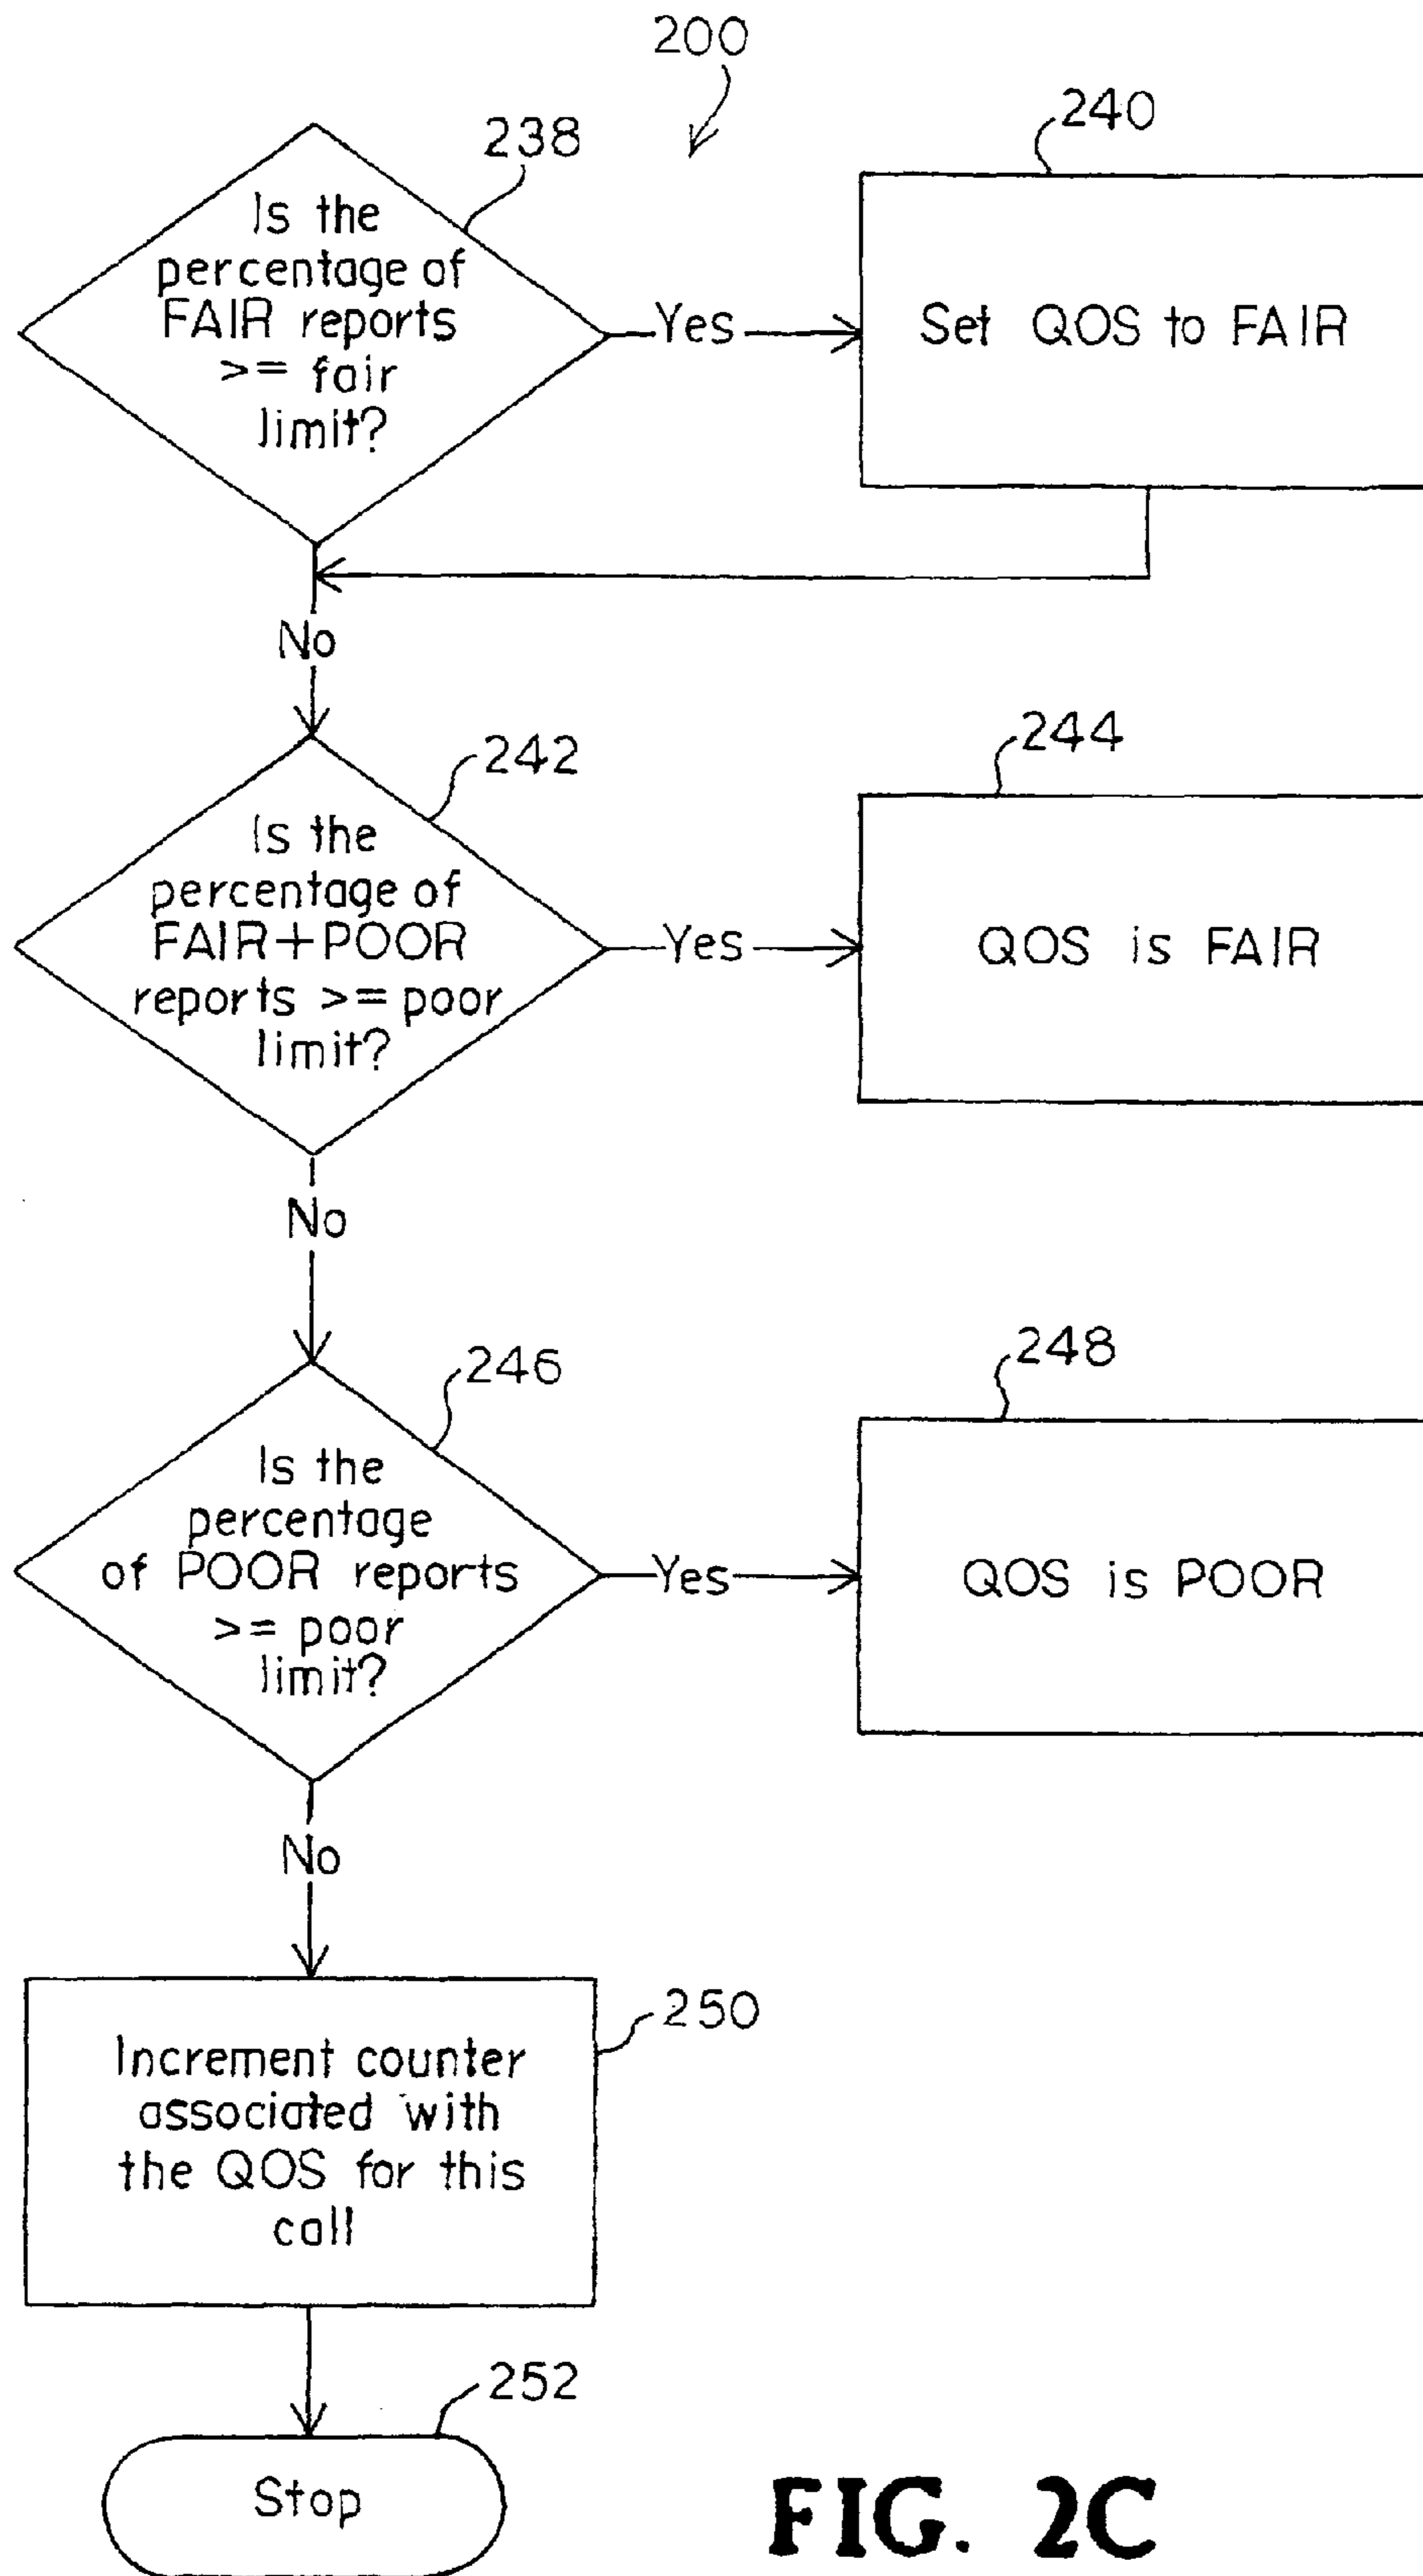 200
238
Is the
percentage of
FAIR reports
>= fair
limit?
Yes
240
Set QOS to FAIR
No
242
Is the
percentage of
FAIR+POOR
reports >= poor
limit?
Yes
244
QOS is FAIR
No
246
Is the
percentage
of POOR reports
>= poor
limit?
Yes
248
QOS is POOR
No
250
Increment counter
associated with
the QOS for this
call
252
Stop
FIG. 2C